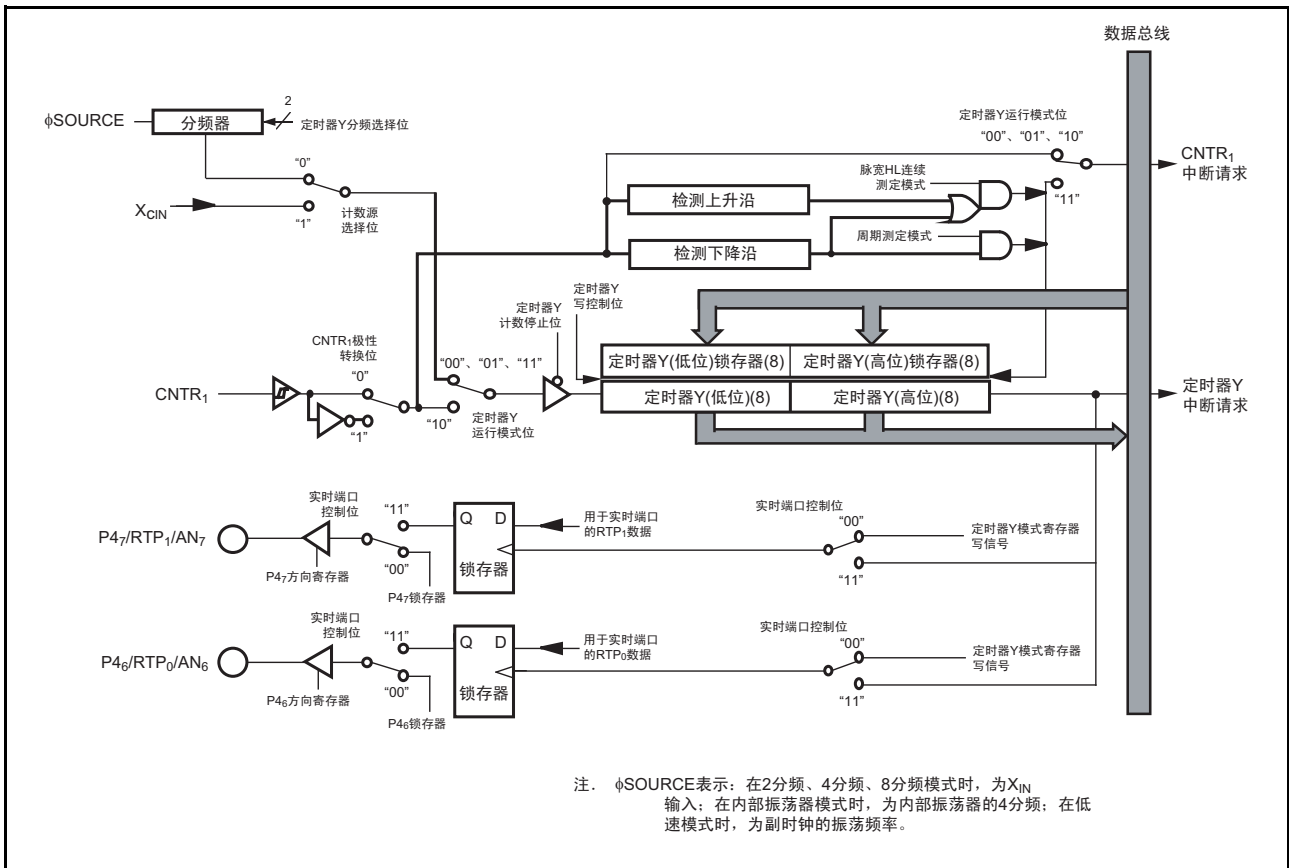 数据总线
2
φSOURCE
分频器
定时器Y分频选择位
“0”
XCIN
“1”
计数源
选择位
定时器Y运行模式位
“00”、“01”、“10”
CNTR1
中断请求
“11”
脉宽HL连续
测定模式
检测上升沿
周期测定模式
检测下降沿
定时器Y
写控制位
定时器Y
计数停止位
CNTR1极性
转换位
“0”
“00”、“01”、“11”
定时器Y(低位)锁存器(8)
定时器Y(高位)锁存器(8)
CNTR1
“1”
“10”
定时器Y
运行模式位
定时器Y(低位)(8)
定时器Y(高位)(8)
定时器Y
中断请求
实时端口
控制位
“11”
Q D
用于实时端口
的RTP1数据
实时端口控制位
“00”
定时器Y模式寄存器
写信号
P47/RTP1/AN7
“00”
锁存器
“11”
P47方向寄存器
P47锁存器
实时端口
控制位
“11”
Q D
用于实时端口
的RTP0数据
实时端口控制位
“00”
定时器Y模式寄存器
写信号
P46/RTP0/AN6
“00”
锁存器
“11”
P46方向寄存器
P46锁存器
注． φSOURCE表示：在2分频、4分频、8分频模式时，为XIN
输入；在内部振荡器模式时，为内部振荡器的4分频；在低
速模式时，为副时钟的振荡频率。